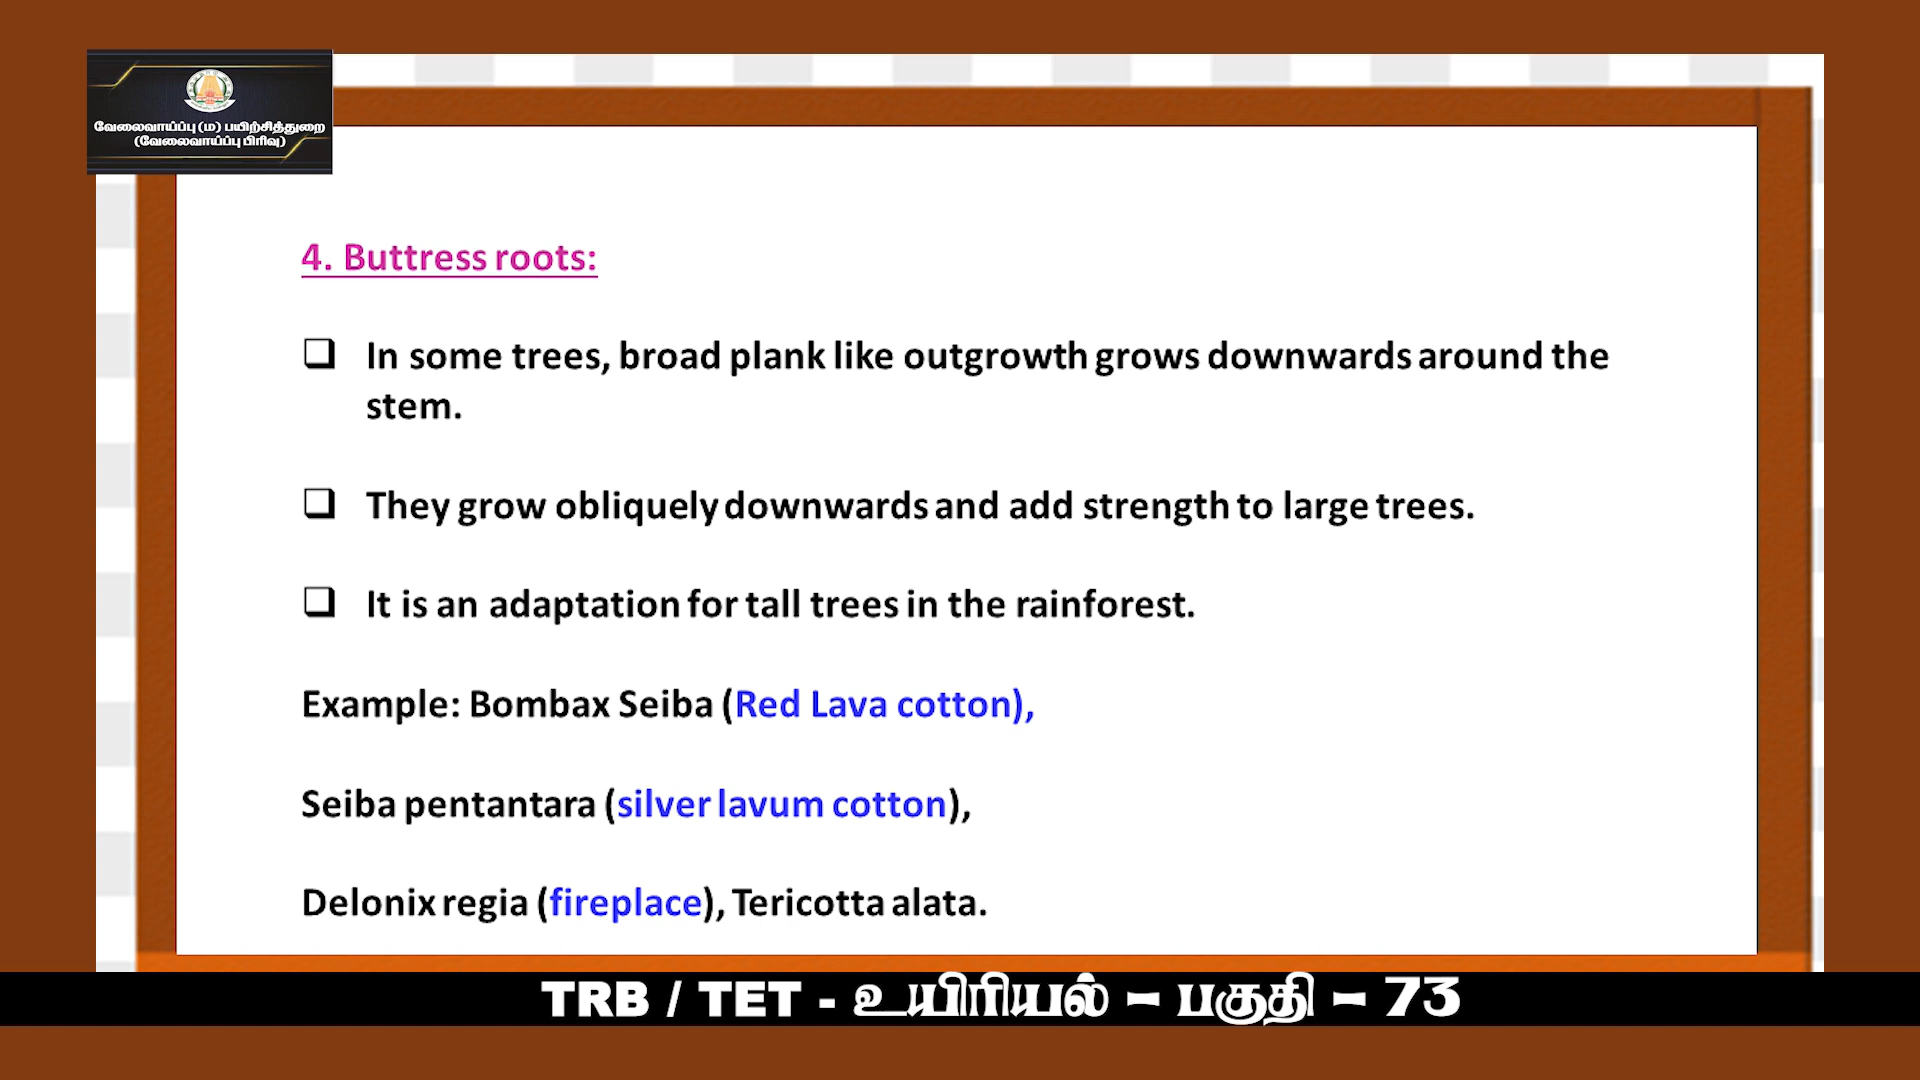 வேலைவாய்ப்பு (ம) பயிற்சித்துறை
(வேலைவாய்ப்பு பிரிவு)
4. Buttress roots:
❑ In some trees, broad plank like outgrowth grows downwards around the
stem.
❑ They grow obliquely downwards and add strength to large trees.
❑ It is an adaptation for tall trees in the rainforest.
Example: Bombax Seiba (Red Lava cotton),
Seiba pentantara (silver lavum cotton),
Delonix regia (fireplace), Tericotta alata.
TRB / TET - உயிரியல் – பகுதி – 73